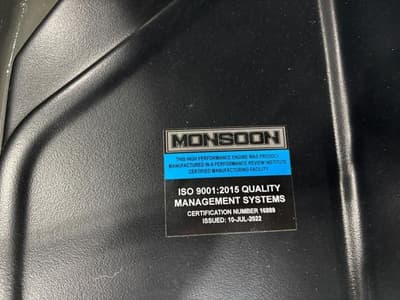 MONSOON
THIS HIGH PERFORMANCE ENGINE WAS PRODUCT
MANUFACTURED IN A PERFORMANCE REVIEW INSTITUTE
CERTIFIED MANUFACTURING FACILITY
ISO 9001:2015 QUALITY
MANAGEMENT SYSTEMS
CERTIFICATION NUMBER 16889
ISSUED: 10-JUL-2022